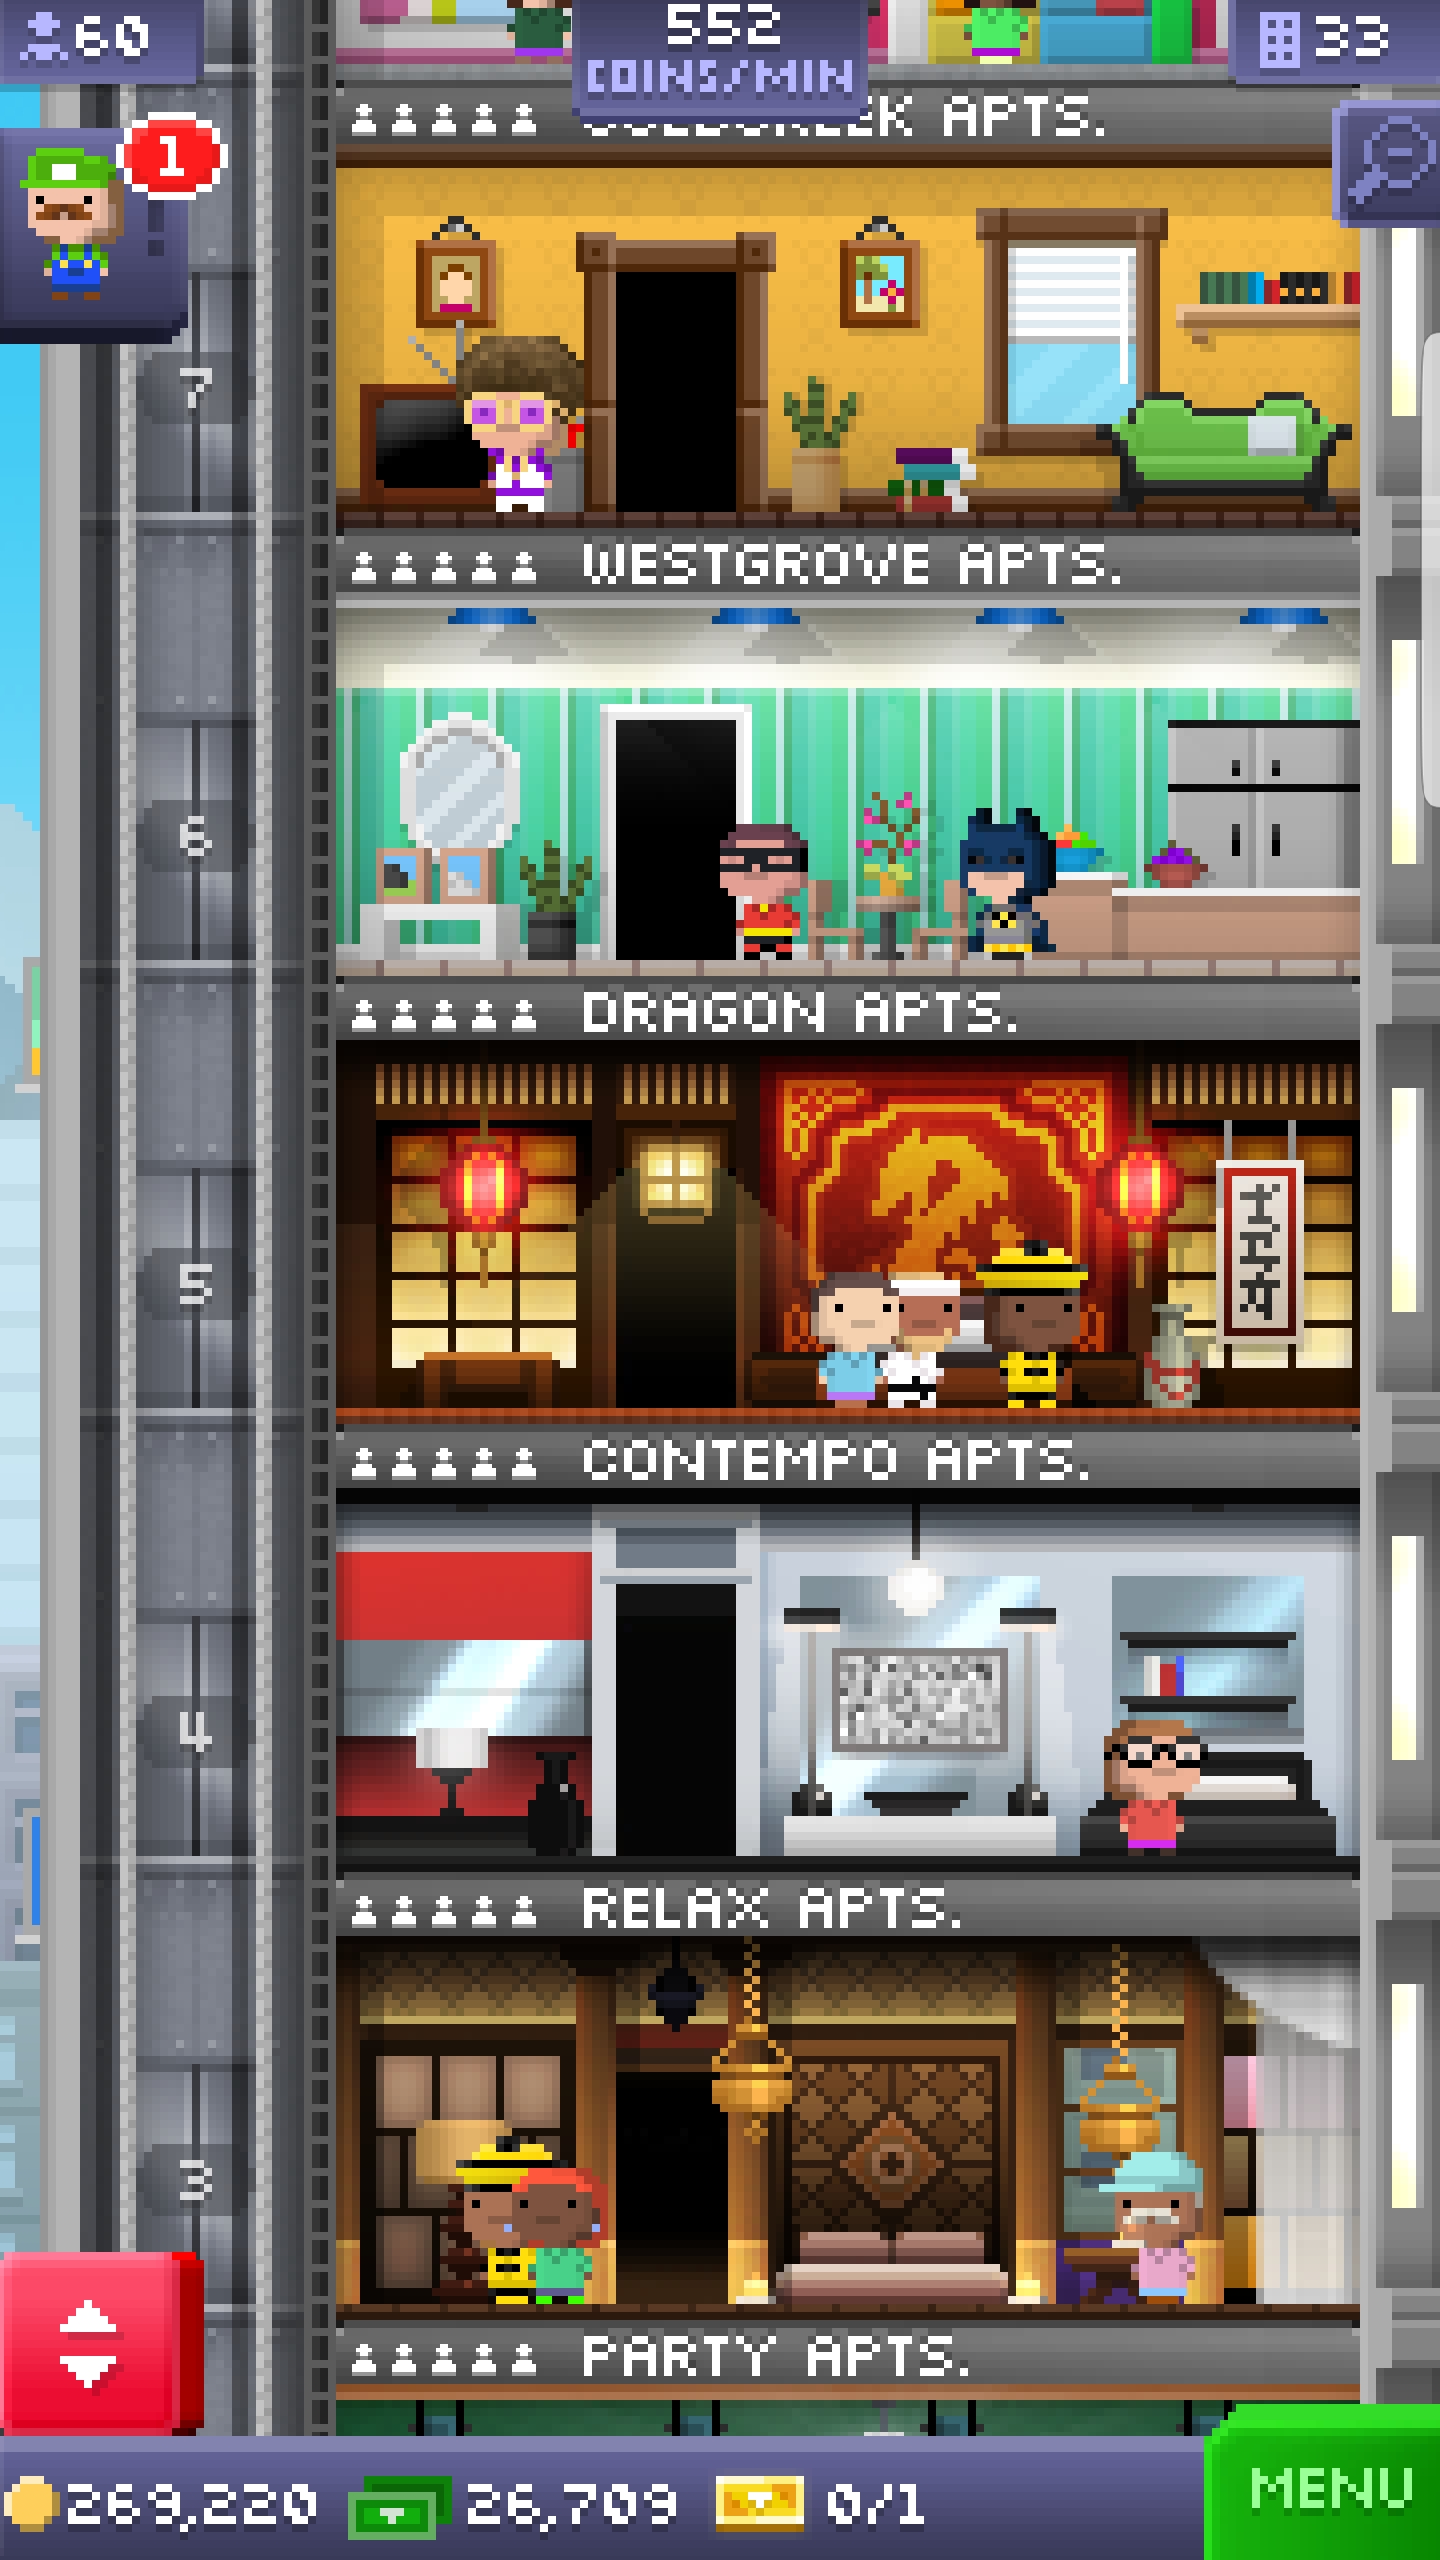 60
552
COINS/MIN
33
1
APTS.
7
WESTGROVE APTS.
6
DRAGON APTS.
5
CONTEMPO APTS.
4
RELAX APTS.
3
PARTY APTS.
269,220
26,709
0/1
MENU